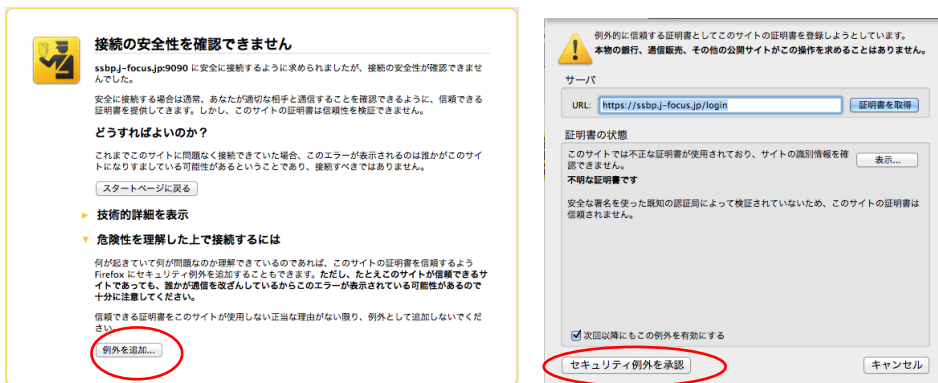 接続の安全性を確認できません
ssbp.j-focus.jp:9090 に安全に接続するように求められましたが、接続の安全性が確認できませ
んでした。
安全に接続する場合は通常、あなたが適切な相手と通信することを確認できるように、信頼できる
証明書を提供してきます。しかし、このサイトの証明書は信頼性を検証できません。
どうすればよいのか？
これまでこのサイトに問題なく接続できていた場合、このエラーが表示されるのは誰かがこのサイ
トになりすましている可能性があるということであり、接続すべきではありません。
スタートページに戻る
技術的詳細を表示
危険性を理解した上で接続するには
何が起きていて何が問題なのか理解できているのであれば、このサイトの証明書を信頼するよう
Firefox にセキュリティ例外を追加することもできます。ただし、たとえこのサイトが信頼できるサ
イトであっても、誰かが通信を改ざんしているからこのエラーが表示されている可能性があるので
十分に注意してください。
信頼できる証明書をこのサイトが使用しない正当な理由がない限り、例外として追加しないでくだ
さい。
例外を追加...
例外的に信頼する証明書としてこのサイトの証明書を登録しようとしています。
本物の銀行、通信販売、その他の公開サイトがこの操作を求めることはありません。
サーバ
URL: https://ssbp.j-focus.jp/login 証明書を取得
証明書の状態
このサイトでは不正な証明書が使用されており、サイトの識別情報を確 表示...
認できません。
不明な証明書です
安全な署名を使った既知の認証局によって検証されていないため、このサイトの証明書は
信頼されません。
次回以降にもこの例外を有効にする
セキュリティ例外を承認 キャンセル